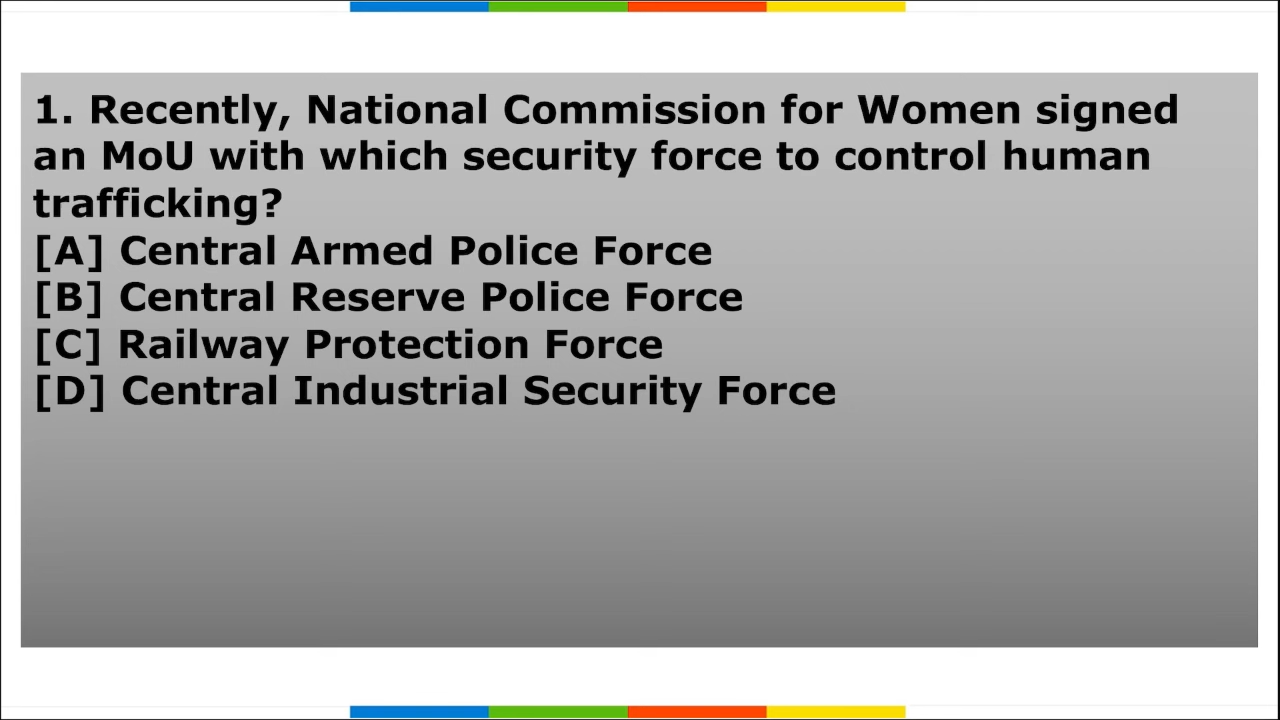 1. Recently, National Commission for Women signed
an MoU with which security force to control human
trafficking?
[A] Central Armed Police Force
[B] Central Reserve Police Force
[C] Railway Protection Force
[D] Central Industrial Security Force